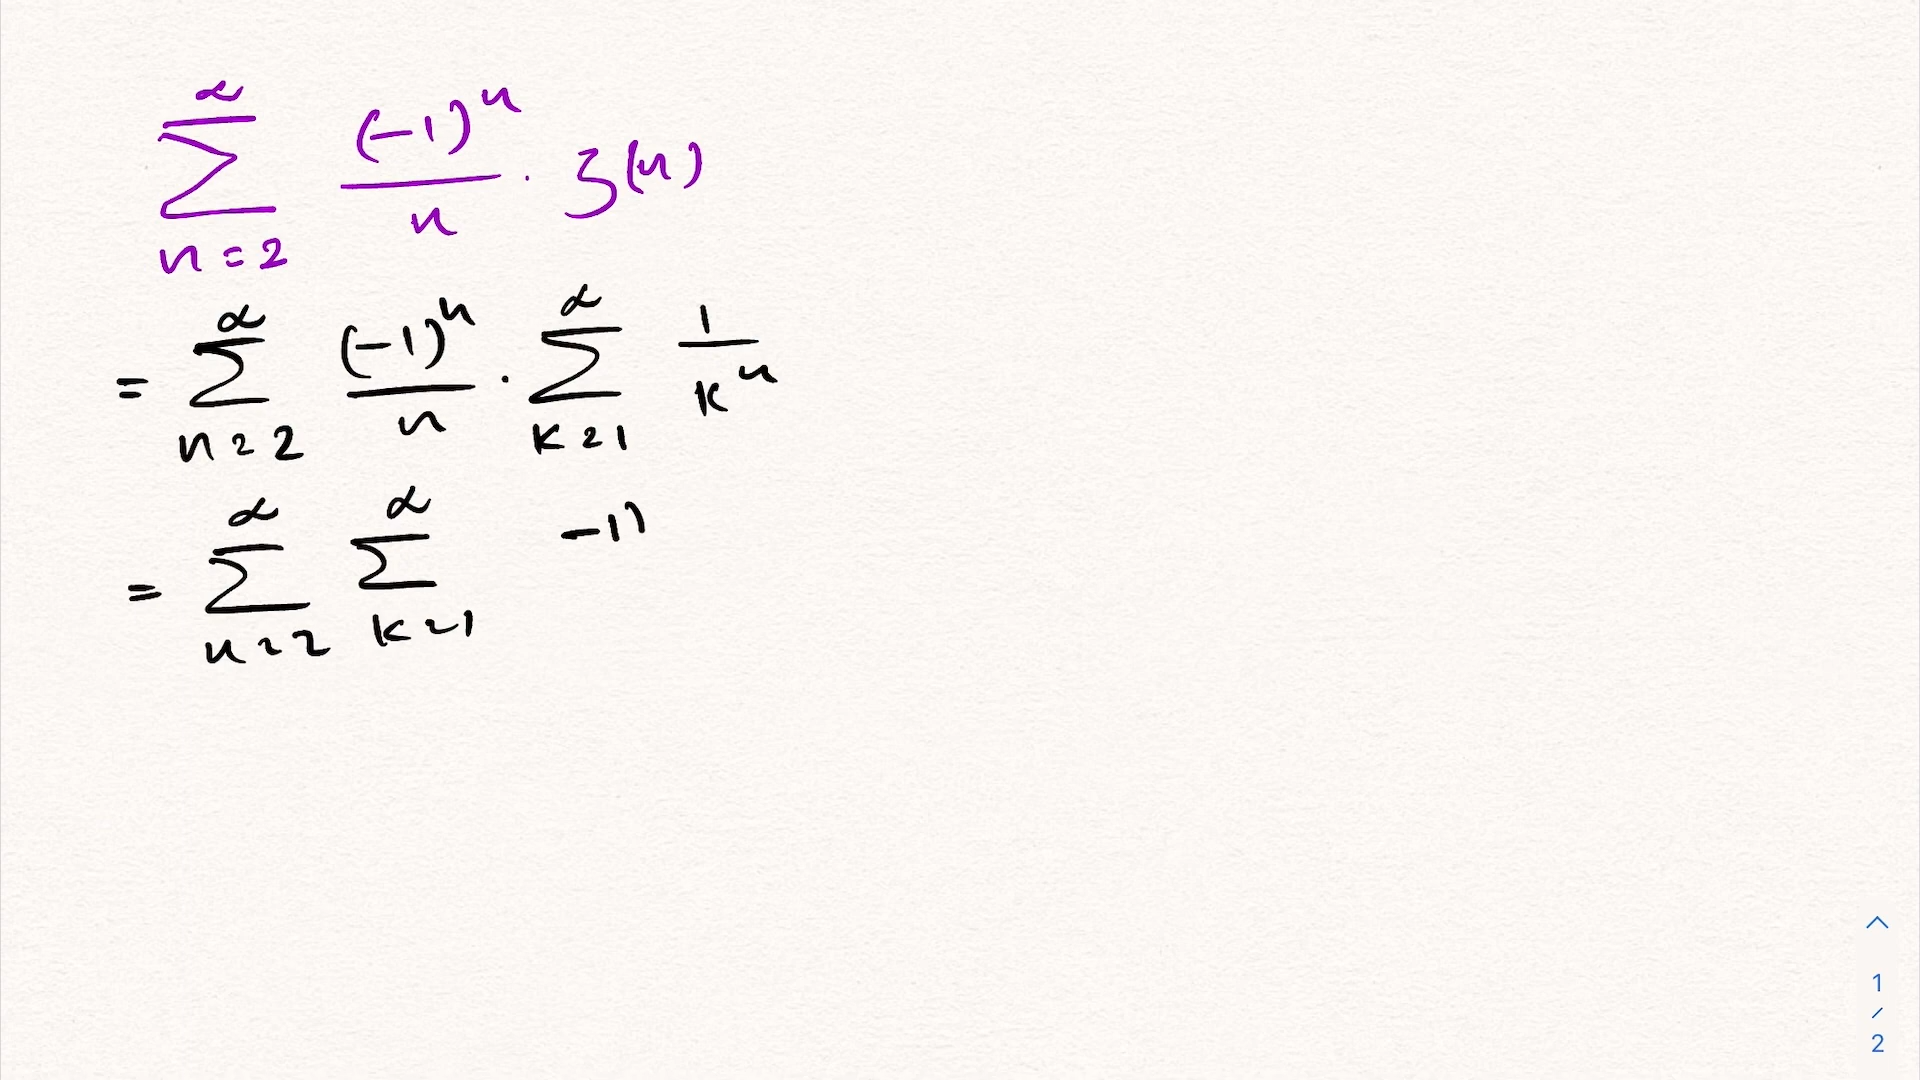 ∑_{n=2}^{∝} (-1)^n / n · ζ(n)
= ∑_{n=2}^{∝} (-1)^n / n · ∑_{k=1}^{∝} 1 / k^n
= ∑_{n=2}^{∝} ∑_{k=1}^{∝} -1)
1
/
2